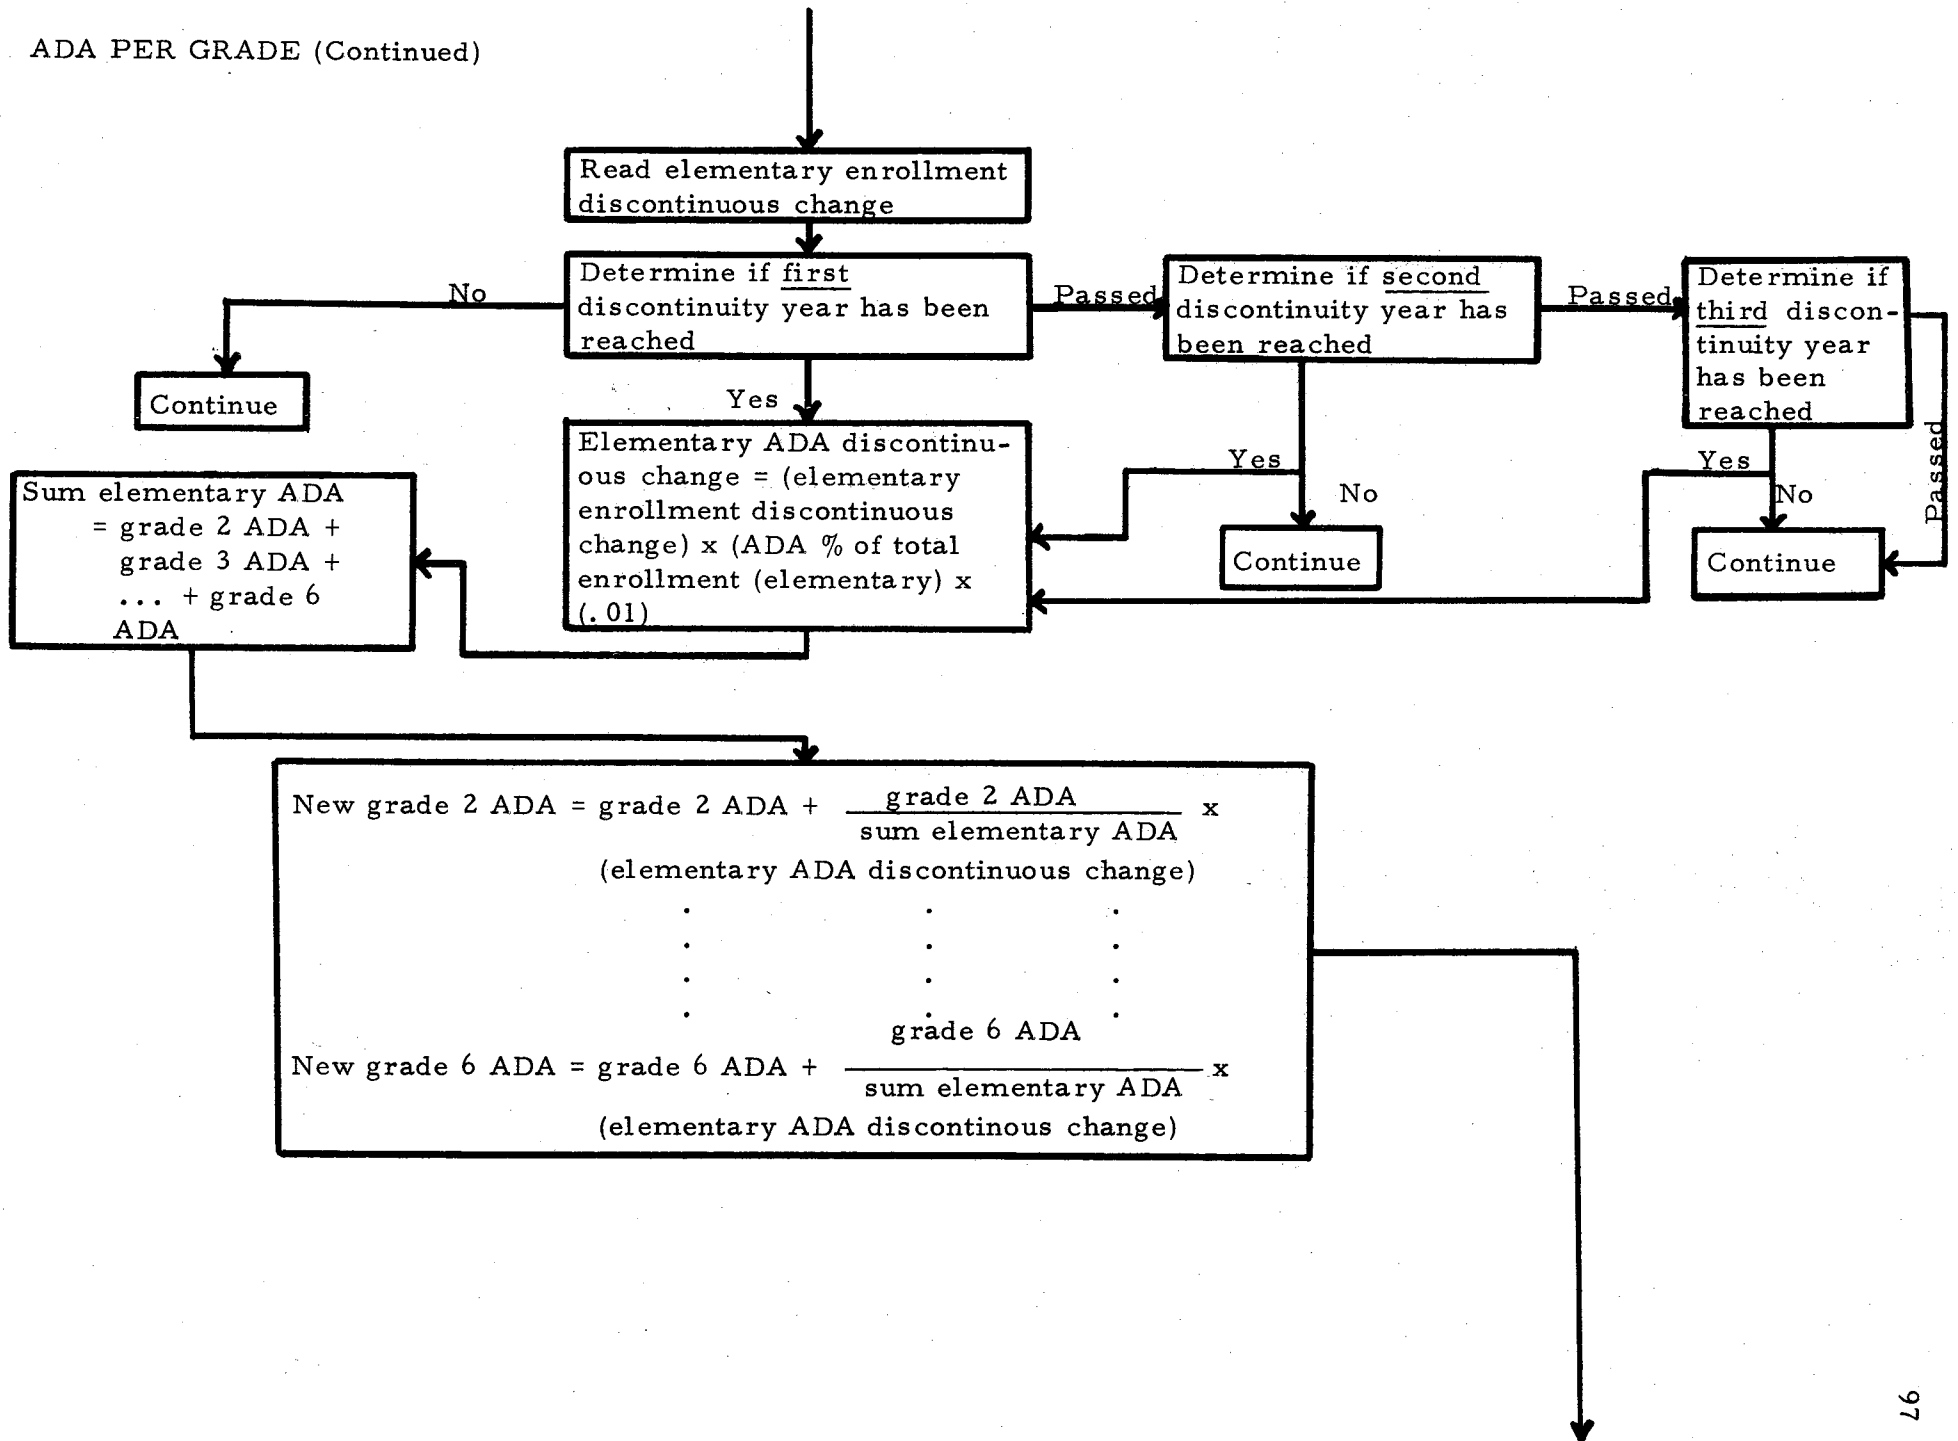 ADA PER GRADE (Continued)
Read elementary enrollment
discontinuous change
Determine if first
discontinuity year has been
reached
No
Passed
Determine if second
discontinuity year has
been reached
Passed
Determine if
third discon-
tinuity year
has been
reached
Passed
Continue
Yes
Elementary ADA discontinu-
ous change = (elementary
enrollment discontinuous
change) x (ADA % of total
enrollment (elementary) x
(.01)
Yes
No
Continue
Yes
No
Continue
Sum elementary ADA
= grade 2 ADA +
grade 3 ADA +
... + grade 6
ADA
New grade 2 ADA = grade 2 ADA + grade 2 ADA x
sum elementary ADA
(elementary ADA discontinuous change)
. . .
. . .
. . .
. . .
grade 6 ADA
New grade 6 ADA = grade 6 ADA + x
sum elementary ADA
(elementary ADA discontinous change)
97